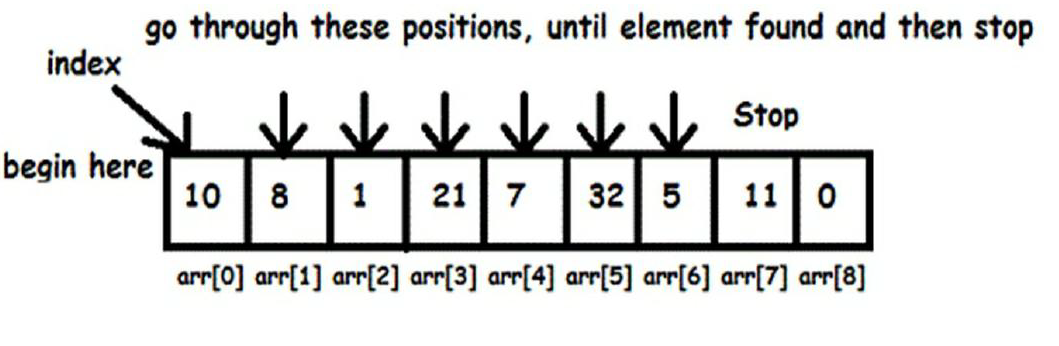 go through these positions, until element found and then stop
index
Stop
begin here
10 8 1 21 7 32 5 11 0
arr[0] arr[1] arr[2] arr[3] arr[4] arr[5] arr[6] arr[7] arr[8]